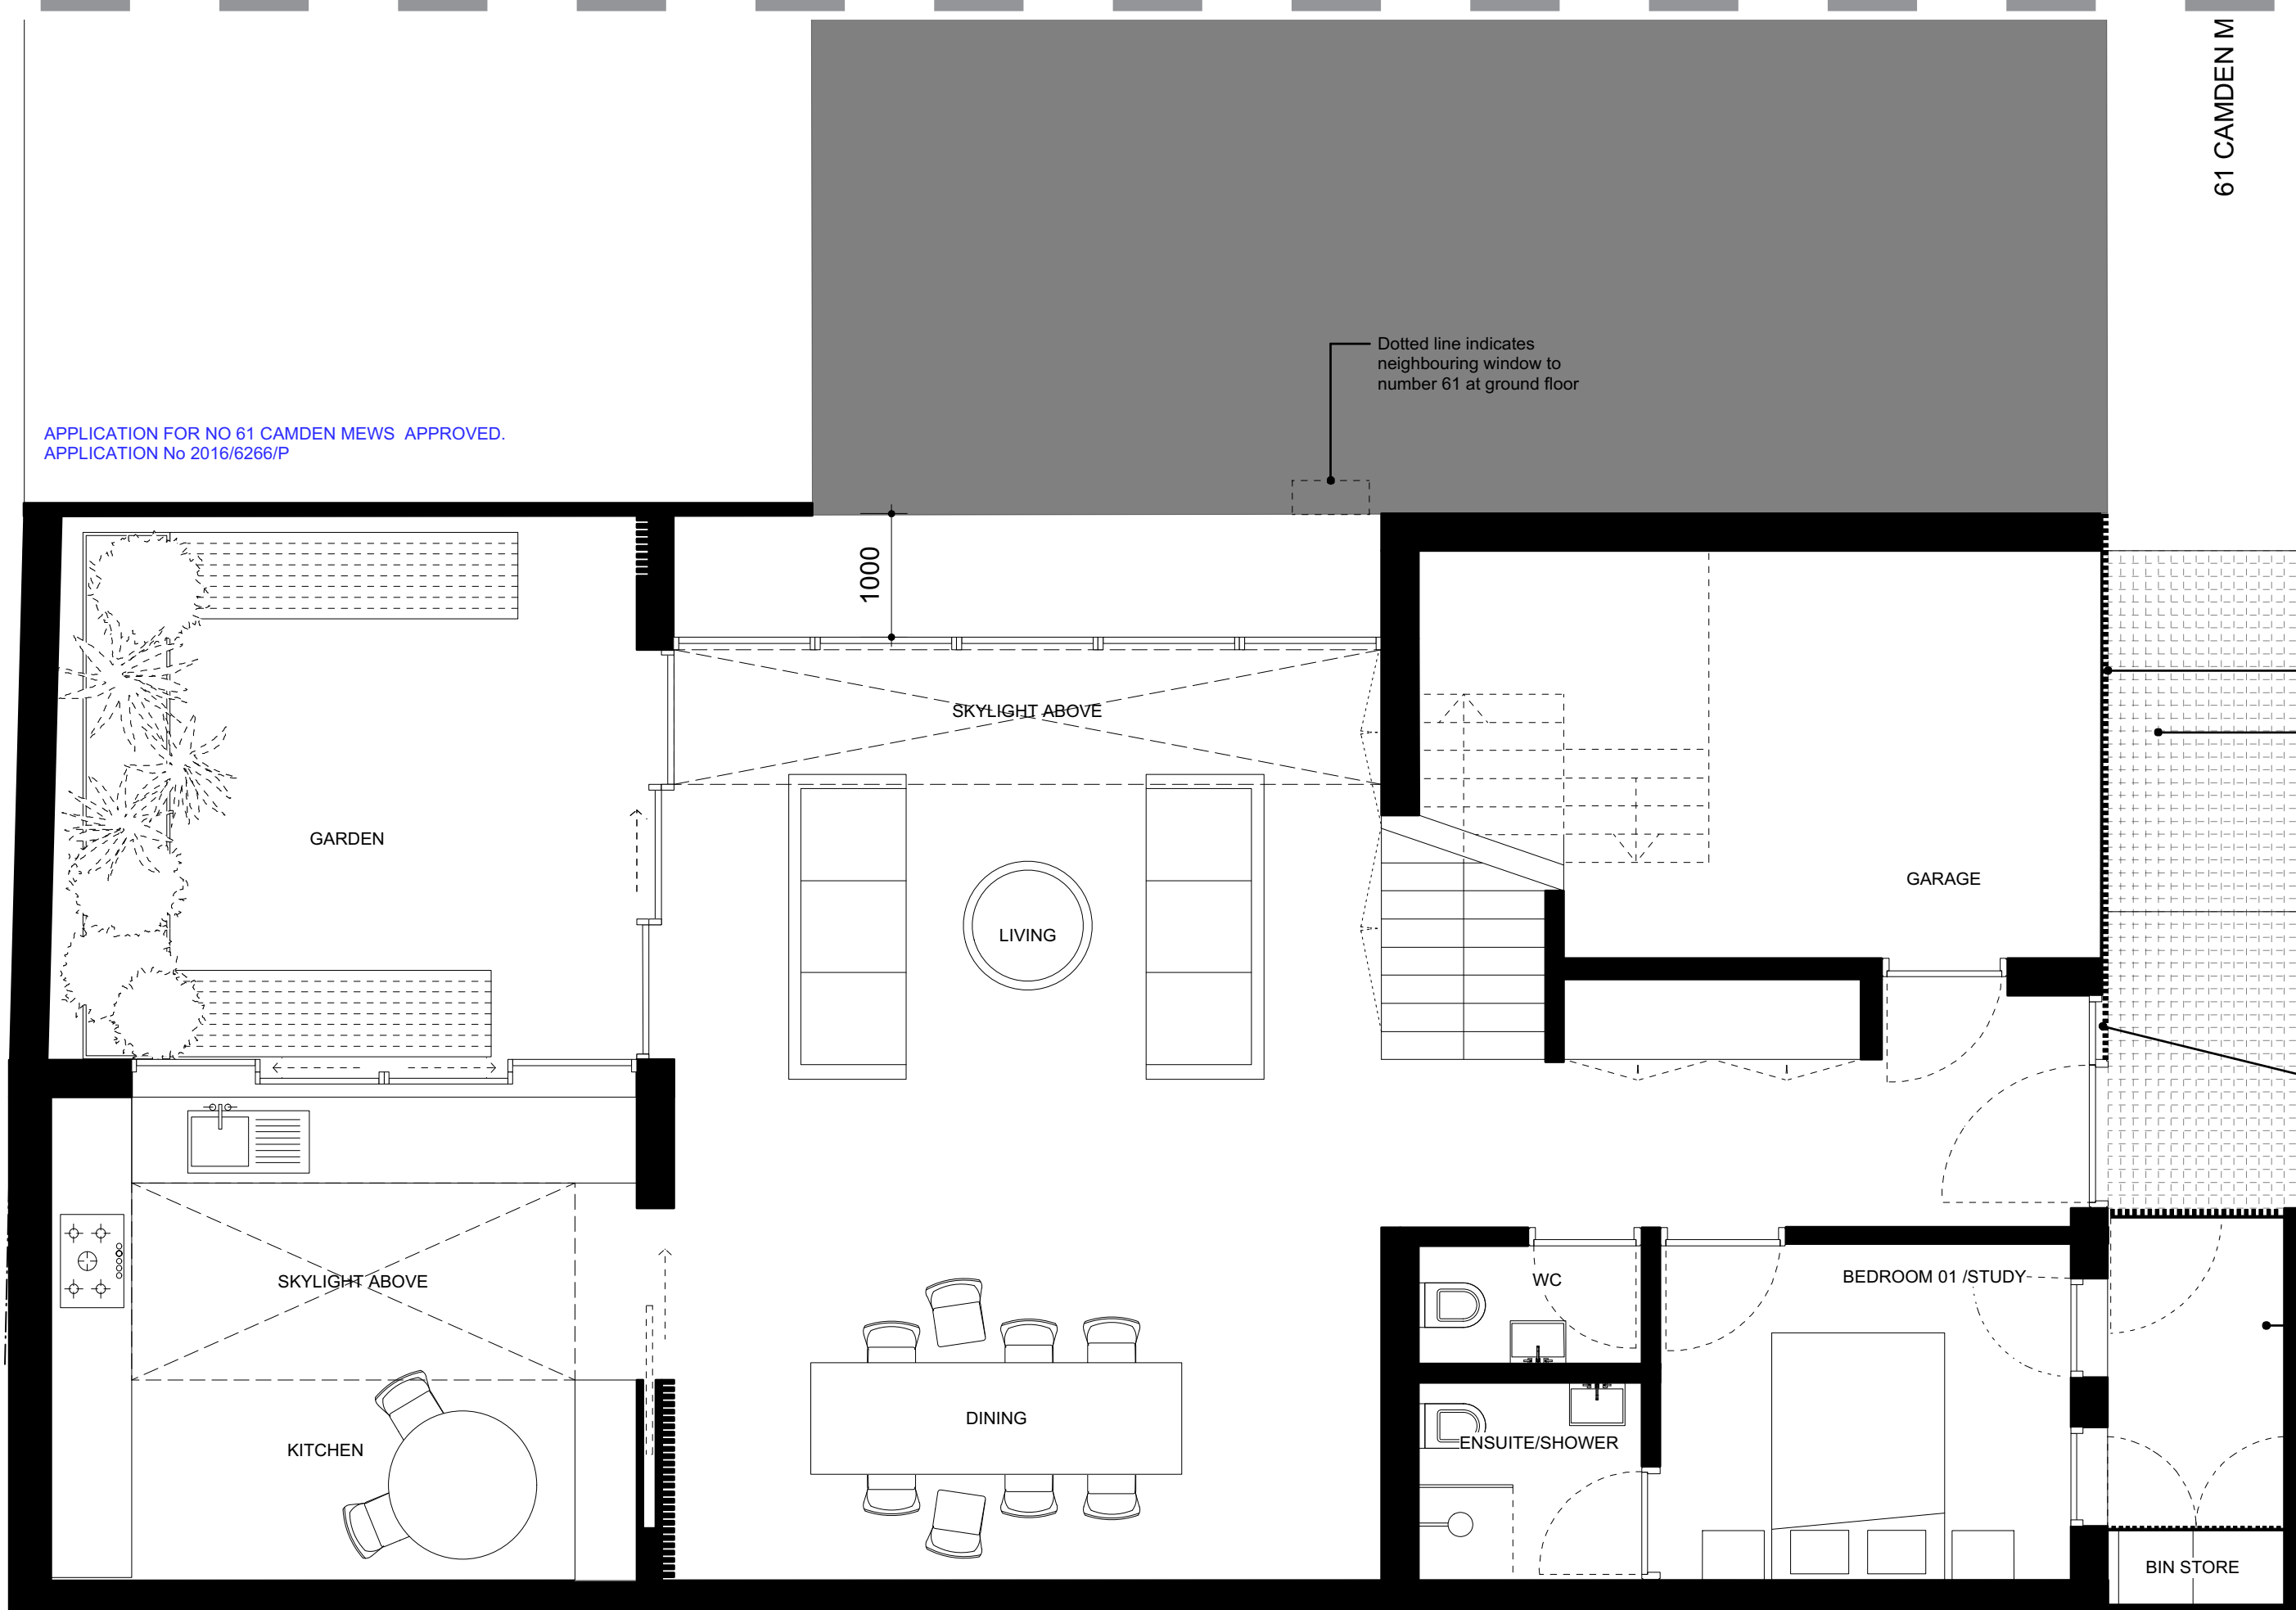 61 CAMDEN M
Dotted line indicates
neighbouring window to
number 61 at ground floor
APPLICATION FOR NO 61 CAMDEN MEWS APPROVED.
APPLICATION No 2016/6266/P
1000
SKYLIGHT ABOVE
GARDEN
GARAGE
LIVING
SKYLIGHT ABOVE
WC
BEDROOM 01 /STUDY
DINING
KITCHEN
ENSUITE/SHOWER
BIN STORE